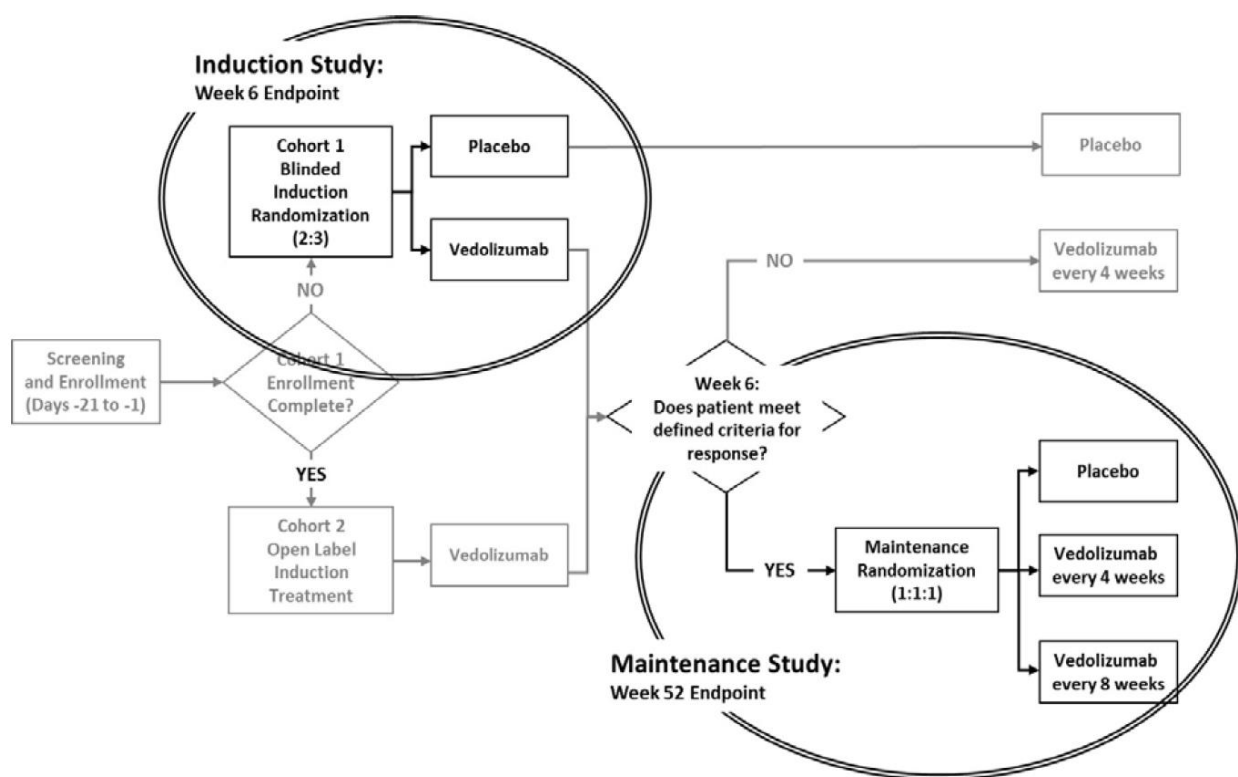 Induction Study:
Week 6 Endpoint
Cohort 1
Blinded
Induction
Randomization
(2:3)
Placebo
Vedolizumab
Placebo
NO
Vedolizumab
every 4 weeks
NO
Screening
and Enrollment
(Days -21 to -1)
Cohort 1
Enrollment
Complete?
YES
Cohort 2
Open Label
Induction
Treatment
Vedolizumab
Week 6:
Does patient meet
defined criteria for
response?
YES
Maintenance
Randomization
(1:1:1)
Placebo
Vedolizumab
every 4 weeks
Vedolizumab
every 8 weeks
Maintenance Study:
Week 52 Endpoint